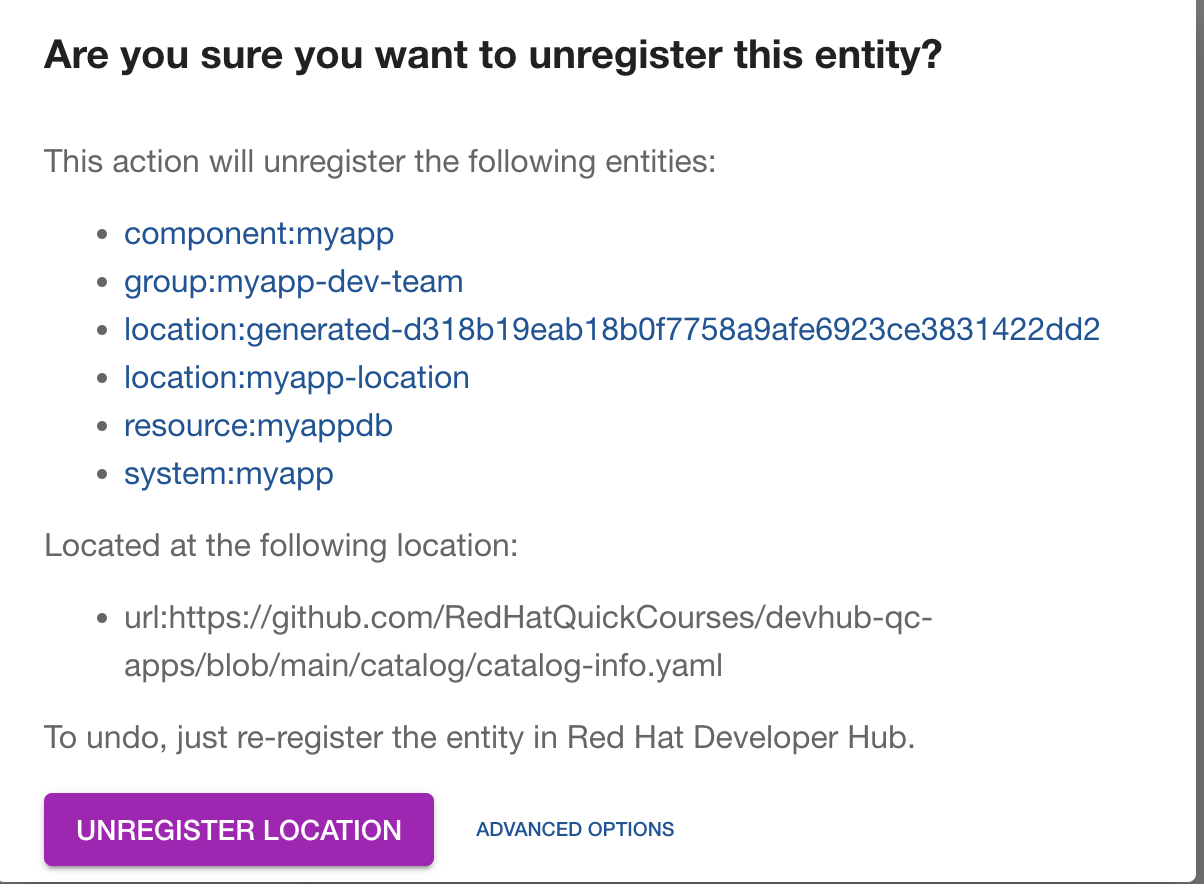 Are you sure you want to unregister this entity?
This action will unregister the following entities:
• component:myapp
• group:myapp-dev-team
• location:generated-d318b19eab18b0f7758a9afe6923ce3831422dd2
• location:myapp-location
• resource:myappdb
• system:myapp
Located at the following location:
• url:https://github.com/RedHatQuickCourses/devhub-qc-
apps/blob/main/catalog/catalog-info.yaml
To undo, just re-register the entity in Red Hat Developer Hub.
UNREGISTER LOCATION ADVANCED OPTIONS